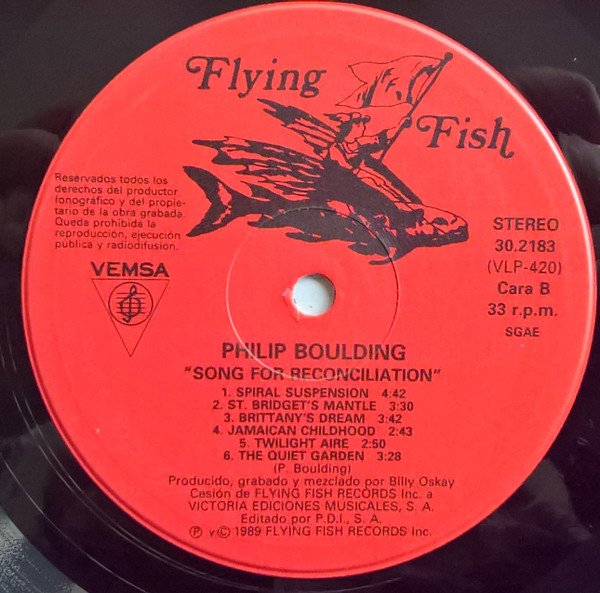 Flying
Fish
Reservados todos los
derechos del productor
fonográfico y del propie-
tario de la obra grabada.
Queda prohibida la
reproducción, ejecución
pública y radiodifusión.
VEMSA
STEREO
30.2183
(VLP-420)
Cara B
33 r.p.m.
SGAE
PHILIP BOULDING
"SONG FOR RECONCILIATION"
1. SPIRAL SUSPENSION 4:42
2. ST. BRIDGET'S MANTLE 3:30
3. BRITTANY'S DREAM 3:42
4. JAMAICAN CHILDHOOD 2:43
5. TWILIGHT AIRE 2:50
6. THE QUIET GARDEN 3:28
(P. Boulding)
Producido, grabado y mezclado por Billy Oskay
Cesión de FLYING FISH RECORDS Inc. a
VICTORIA EDICIONES MUSICALES, S. A.
Editado por P.D.I., S. A.
Ⓟ y © 1989 FLYING FISH RECORDS Inc.